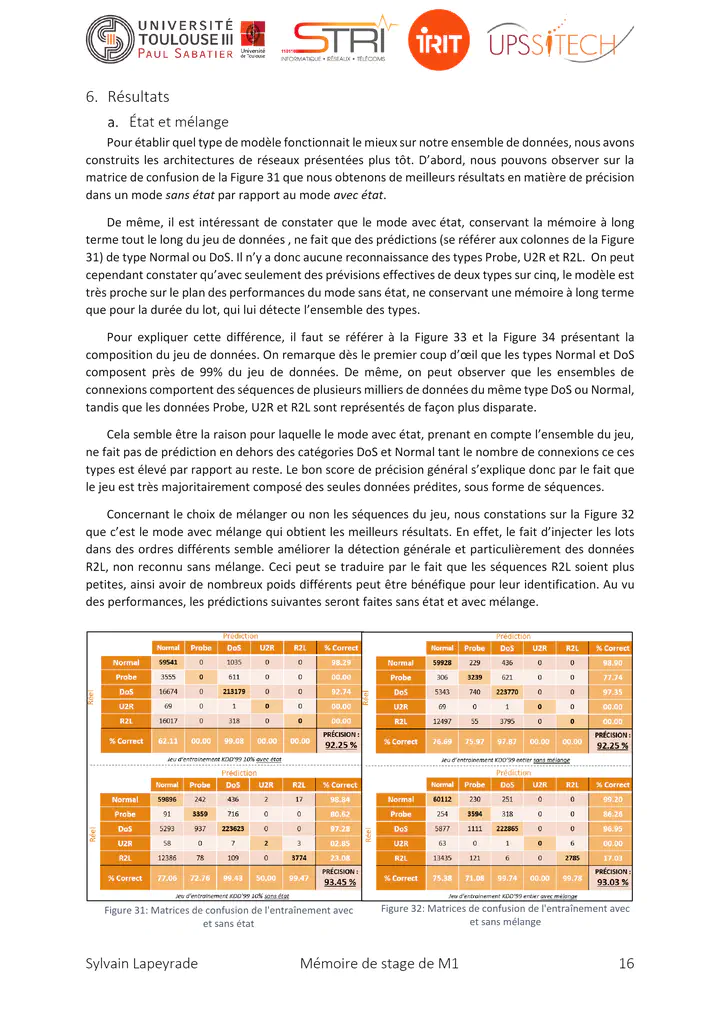 UNIVERSITÉ
TOULOUSE III
PAUL SABATIER
Université
de Toulouse
STRI
INFORMATIQUE • RÉSEAUX • TÉLÉCOMS
IRIT
UPSSITECH
6. Résultats
a. État et mélange
Pour établir quel type de modèle fonctionnait le mieux sur notre ensemble de données, nous avons
construits les architectures de réseaux présentées plus tôt. D'abord, nous pouvons observer sur la
matrice de confusion de la Figure 31 que nous obtenons de meilleurs résultats en matière de précision
dans un mode sans état par rapport au mode avec état.
De même, il est intéressant de constater que le mode avec état, conservant la mémoire à long
terme tout le long du jeu de données , ne fait que des prédictions (se référer aux colonnes de la Figure
31) de type Normal ou DoS. Il n'y a donc aucune reconnaissance des types Probe, U2R et R2L. On peut
cependant constater qu'avec seulement des prévisions effectives de deux types sur cinq, le modèle est
très proche sur le plan des performances du mode sans état, ne conservant une mémoire à long terme
que pour la durée du lot, qui lui détecte l'ensemble des types.
Pour expliquer cette différence, il faut se référer à la Figure 33 et la Figure 34 présentant la
composition du jeu de données. On remarque dès le premier coup d'œil que les types Normal et DoS
composent près de 99% du jeu de données. De même, on peut observer que les ensembles de
connexions comportent des séquences de plusieurs milliers de données du même type DoS ou Normal,
tandis que les données Probe, U2R et R2L sont représentés de façon plus disparate.
Cela semble être la raison pour laquelle le mode avec état, prenant en compte l'ensemble du jeu,
ne fait pas de prédiction en dehors des catégories DoS et Normal tant le nombre de connexions ce ces
types est élevé par rapport au reste. Le bon score de précision général s'explique donc par le fait que
le jeu est très majoritairement composé des seules données prédites, sous forme de séquences.
Concernant le choix de mélanger ou non les séquences du jeu, nous constations sur la Figure 32
que c'est le mode avec mélange qui obtient les meilleurs résultats. En effet, le fait d'injecter les lots
dans des ordres différents semble améliorer la détection générale et particulièrement des données
R2L, non reconnu sans mélange. Ceci peut se traduire par le fait que les séquences R2L soient plus
petites, ainsi avoir de nombreux poids différents peut être bénéfique pour leur identification. Au vu
des performances, les prédictions suivantes seront faites sans état et avec mélange.
Prédiction
Normal Probe DoS U2R R2L % Correct
Réel
Normal 59541 0 1035 0 0 98.29
Probe 3555 0 611 0 0 00.00
DoS 16674 0 213179 0 0 92.74
U2R 69 0 1 0 0 00.00
R2L 16017 0 318 0 0 00.00
% Correct 62.11 00.00 99.08 00.00 00.00 PRÉCISION : 92.25 %
Jeu d'entrainement KDD'99 10% avec état
Prédiction
Normal Probe DoS U2R R2L % Correct
Réel
Normal 59928 229 436 0 0 98.90
Probe 306 3239 621 0 0 77.74
DoS 5343 740 223770 0 0 97.35
U2R 69 0 1 0 0 00.00
R2L 12497 55 3795 0 0 00.00
% Correct 76.69 75.97 97.87 00.00 00.00 PRÉCISION : 92.25 %
Jeu d'entrainement KDD'99 entier sans mélange
Prédiction
Normal Probe DoS U2R R2L % Correct
Réel
Normal 59896 242 436 2 17 98.84
Probe 91 3359 716 0 0 80.62
DoS 5293 937 223623 0 0 97.28
U2R 58 0 7 2 3 02.85
R2L 12386 78 109 0 3774 23.08
% Correct 77.06 72.76 99.43 50.00 99.47 PRÉCISION : 93.45 %
Jeu d'entrainement KDD'99 10% sans état
Prédiction
Normal Probe DoS U2R R2L % Correct
Réel
Normal 60112 230 251 0 0 99.20
Probe 254 3594 318 0 0 86.26
DoS 5877 1111 222865 0 0 96.95
U2R 63 0 1 0 6 00.00
R2L 13435 121 6 0 2785 17.03
% Correct 75.38 71.08 99.74 00.00 99.78 PRÉCISION : 93.03 %
Jeu d'entrainement KDD'99 entier avec mélange
Figure 31: Matrices de confusion de l'entraînement avec
et sans état
Figure 32: Matrices de confusion de l'entraînement avec
et sans mélange
Sylvain Lapeyrade Mémoire de stage de M1 16